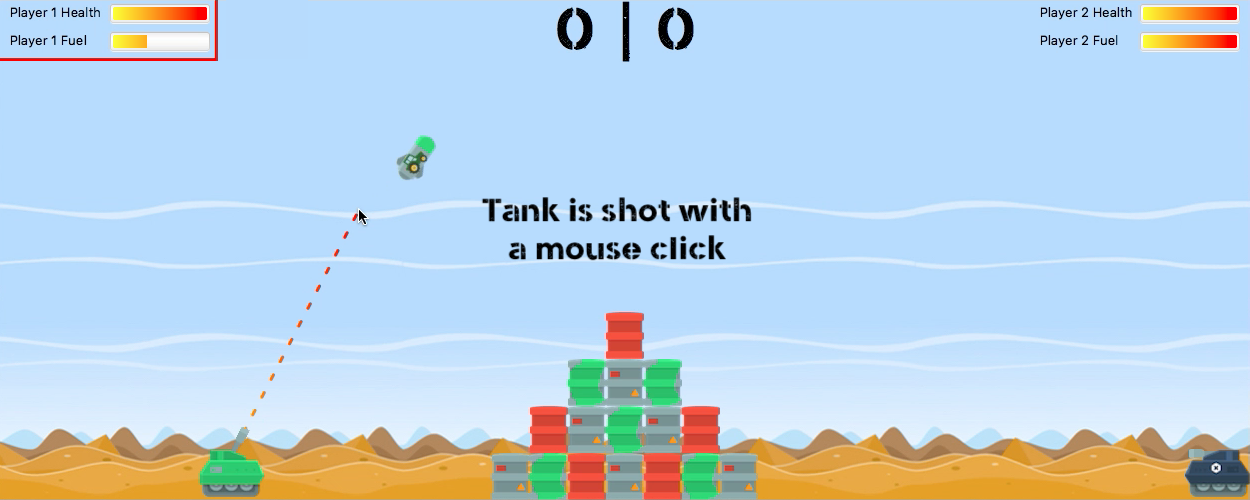 Player 1 Health
Player 1 Fuel
0 | 0
Player 2 Health
Player 2 Fuel
Tank is shot with
a mouse click